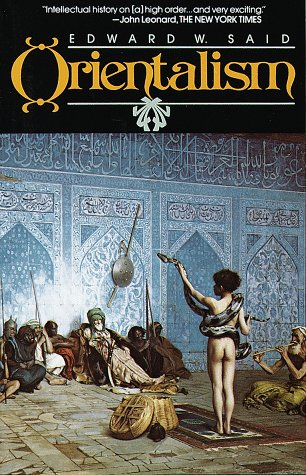 "Intellectual history on [a] high order...and very exciting."
—John Leonard, THE NEW YORK TIMES
EDWARD W. SAID
Orientalism